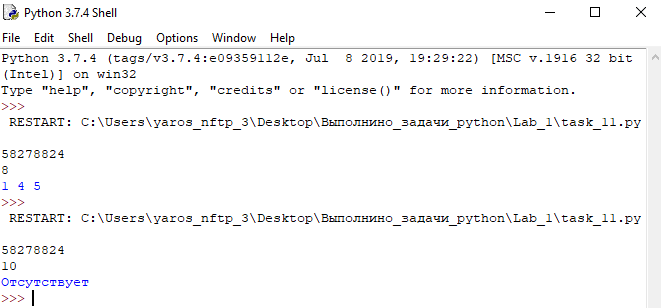 Python 3.7.4 Shell
File Edit Shell Debug Options Window Help
Python 3.7.4 (tags/v3.7.4:e09359112e, Jul  8 2019, 19:29:22) [MSC v.1916 32 bit
(Intel)] on win32
Type "help", "copyright", "credits" or "license()" for more information.
>>>
RESTART: C:\Users\yaros_nftp_3\Desktop\Выполнино_задачи_python\Lab_1\task_11.py
58278824
8
1 4 5
>>>
RESTART: C:\Users\yaros_nftp_3\Desktop\Выполнино_задачи_python\Lab_1\task_11.py
58278824
10
Отсутствует
>>>